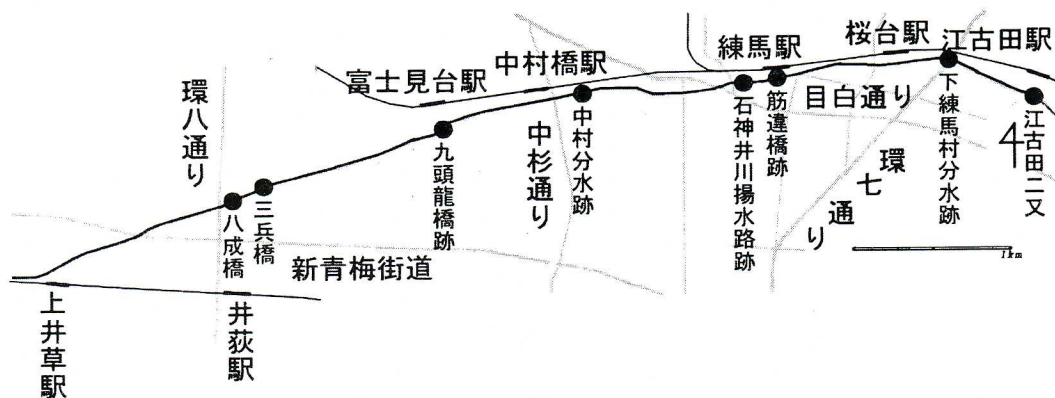 江古田駅
桜台駅
練馬駅
中村橋駅
富士見台駅
目白通り
環八通り
中杉通り
環七通り
新青梅街道
江古田二又
下練馬村分水跡
筋違橋跡
石神井川揚水路跡
中村分水跡
九頭龍橋跡
三兵橋
八成橋
井荻駅
上井草駅
1km